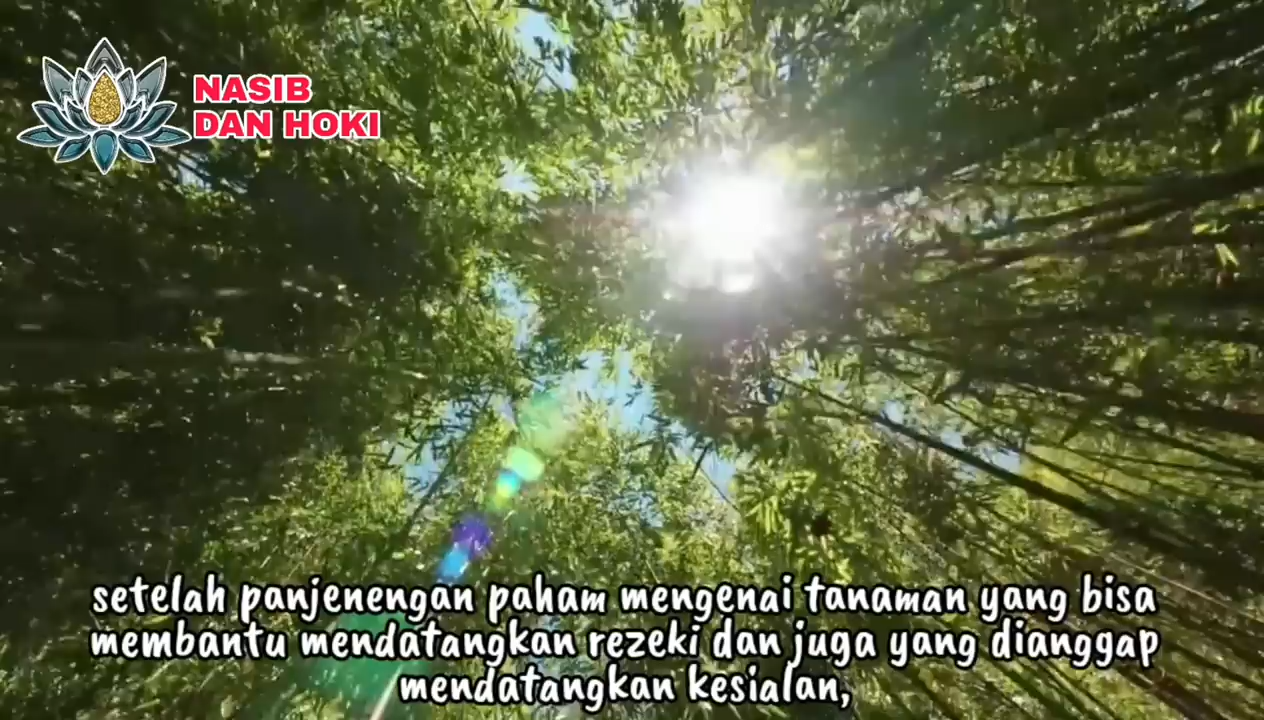 NASIB
DAN HOKI
setelah panjenengan paham mengenai tanaman yang bisa
membantu mendatangkan rezeki dan juga yang dianggap
mendatangkan kesialan,